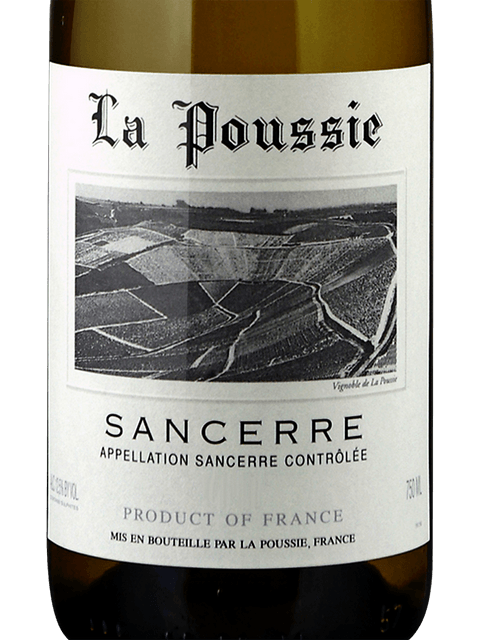 La Poussie
Vignoble de La Poussie
SANCERRE
APPELLATION SANCERRE CONTRÔLÉE
750 ML
PRODUCT OF FRANCE
MIS EN BOUTEILLE PAR LA POUSSIE, FRANCE